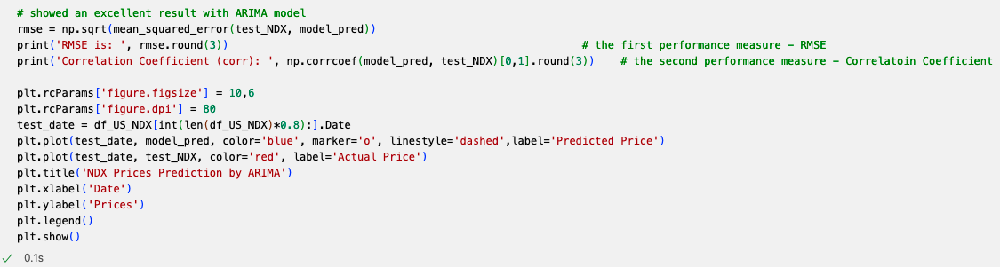 # showed an excellent result with ARIMA model
rmse = np.sqrt(mean_squared_error(test_NDX, model_pred))
print('RMSE is: ', rmse.round(3)) # the first performance measure – RMSE
print('Correlation Coefficient (corr): ', np.corrcoef(model_pred, test_NDX)[0,1].round(3)) # the second performance measure – Correlatoin Coefficient
plt.rcParams['figure.figsize'] = 10,6
plt.rcParams['figure.dpi'] = 80
test_date = df_US_NDX[int(len(df_US_NDX)*0.8):].Date
plt.plot(test_date, model_pred, color='blue', marker='o', linestyle='dashed',label='Predicted Price')
plt.plot(test_date, test_NDX, color='red', label='Actual Price')
plt.title('NDX Prices Prediction by ARIMA')
plt.xlabel('Date')
plt.ylabel('Prices')
plt.legend()
plt.show()
0.1s